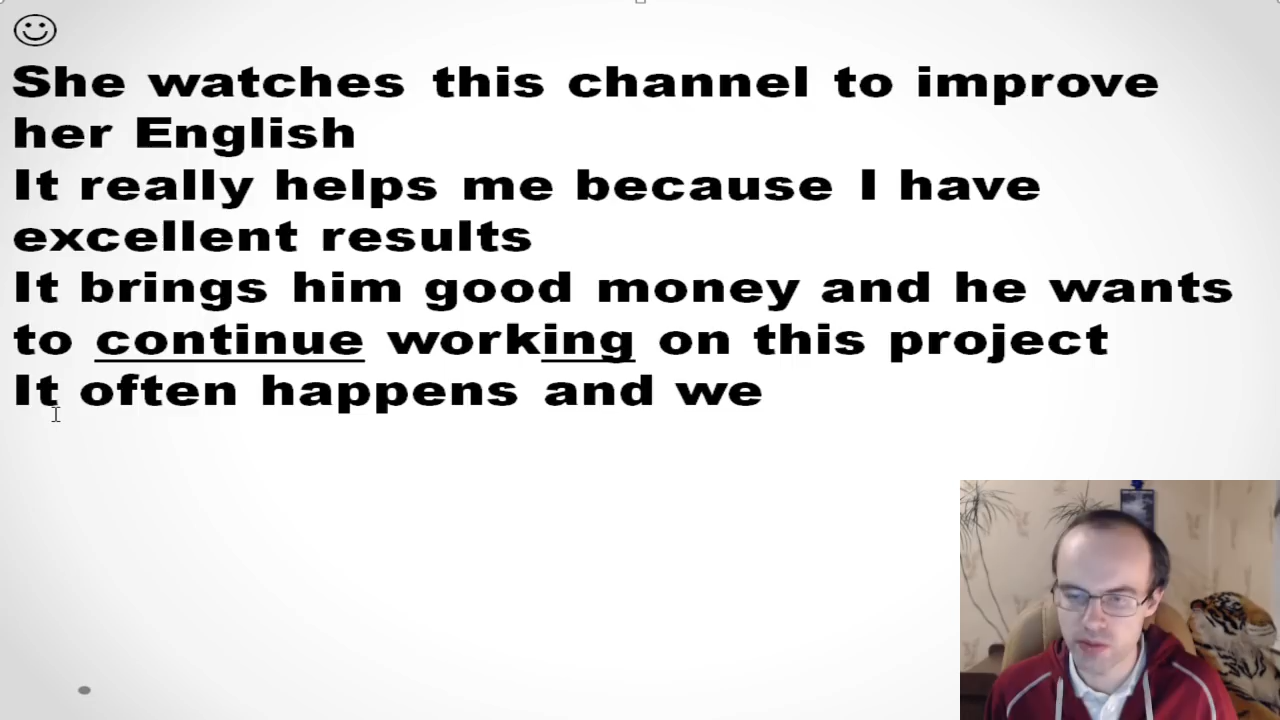 She watches this channel to improve
her English
It really helps me because I have
excellent results
It brings him good money and he wants
to continue working on this project
It often happens and we